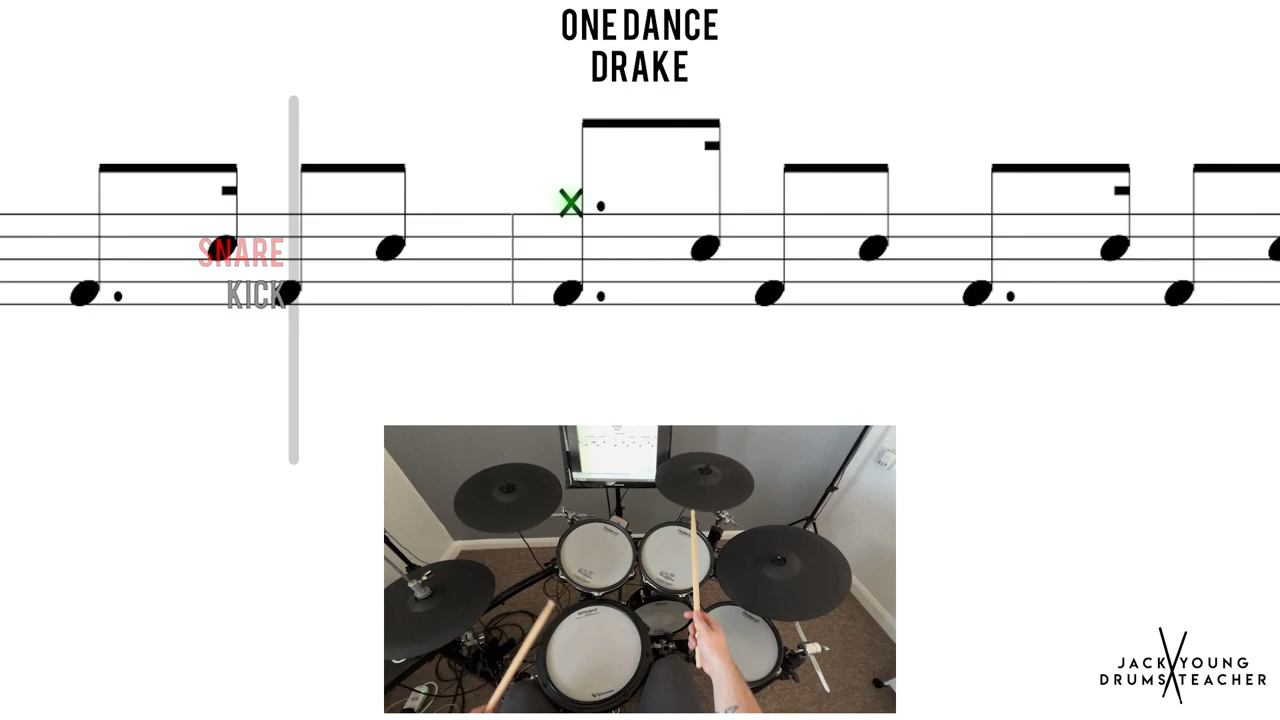 ONE DANCE
DRAKE
SNARE
KICK
JACK YOUNG
DRUMS TEACHER